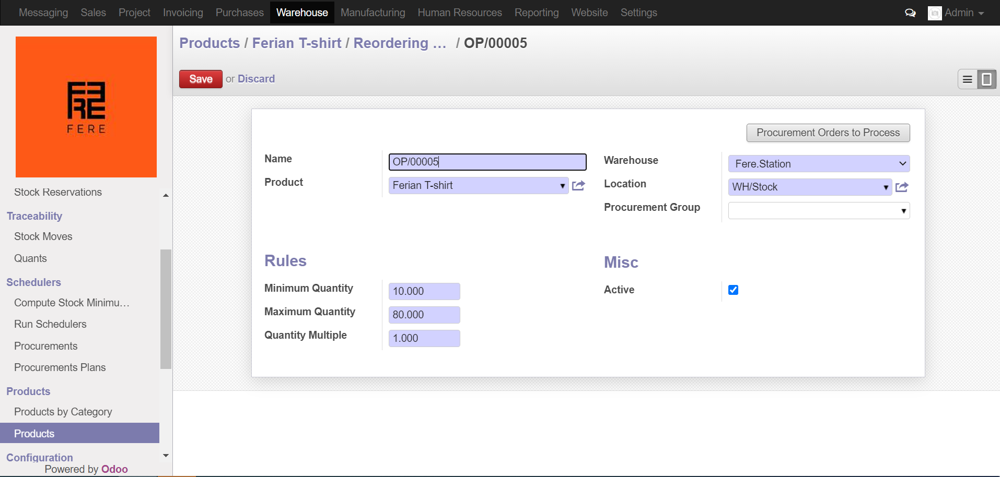 Messaging Sales Project Invoicing Purchases Warehouse Manufacturing Human Resources Reporting Website Settings Admin
FERE
FERE
Stock Reservations
Traceability
Stock Moves
Quants
Schedulers
Compute Stock Minimu…
Run Schedulers
Procurements
Procurements Plans
Products
Products by Category
Products
Configuration
Powered by Odoo
Products / Ferian T-shirt / Reordering … / OP/00005
Save or Discard
Procurement Orders to Process
Name OP/00005
Product Ferian T-shirt
Warehouse Fere.Station
Location WH/Stock
Procurement Group
Rules
Minimum Quantity 10.000
Maximum Quantity 80.000
Quantity Multiple 1.000
Misc
Active